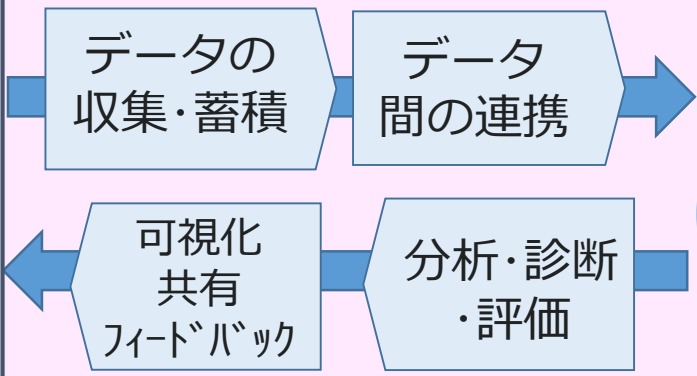 データの
収集･蓄積
データ
間の連携
分析･診断
･評価
可視化
共有
ﾌｨｰﾄﾞﾊﾞｯｸ